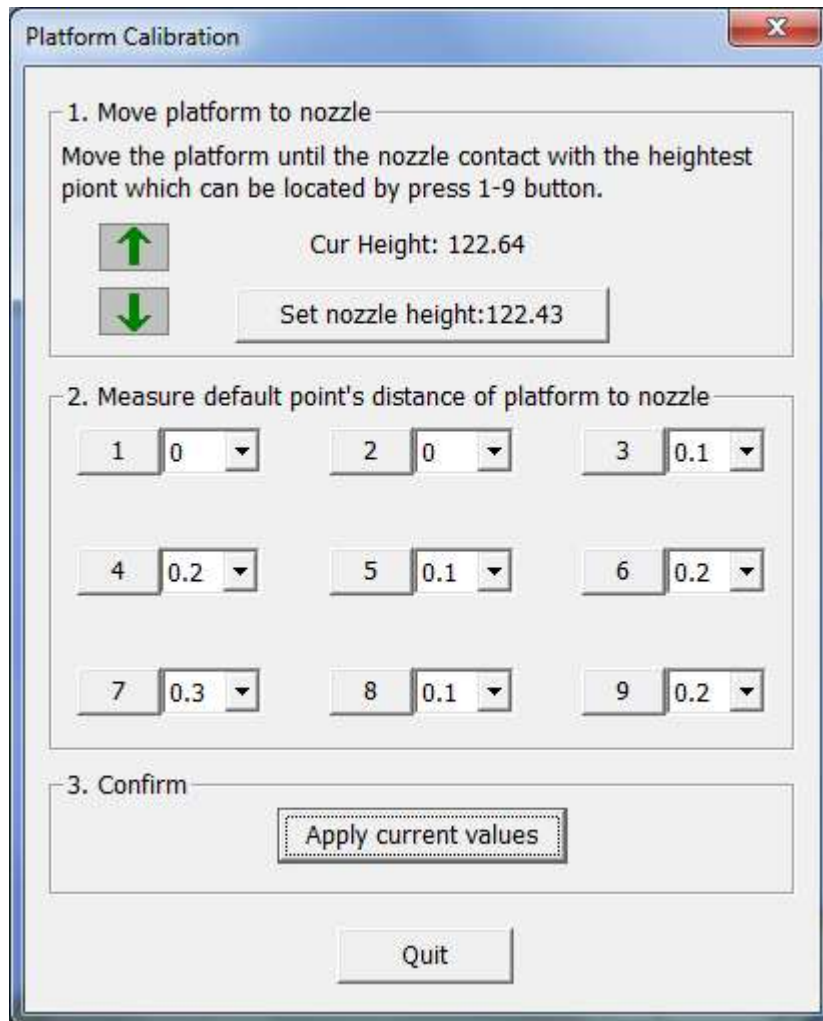 Platform Calibration
1. Move platform to nozzle
Move the platform until the nozzle contact with the heightest
piont which can be located by press 1-9 button.
Cur Height: 122.64
Set nozzle height:122.43
2. Measure default point's distance of platform to nozzle
1 0 2 0 3 0.1
4 0.2 5 0.1 6 0.2
7 0.3 8 0.1 9 0.2
3. Confirm
Apply current values
Quit